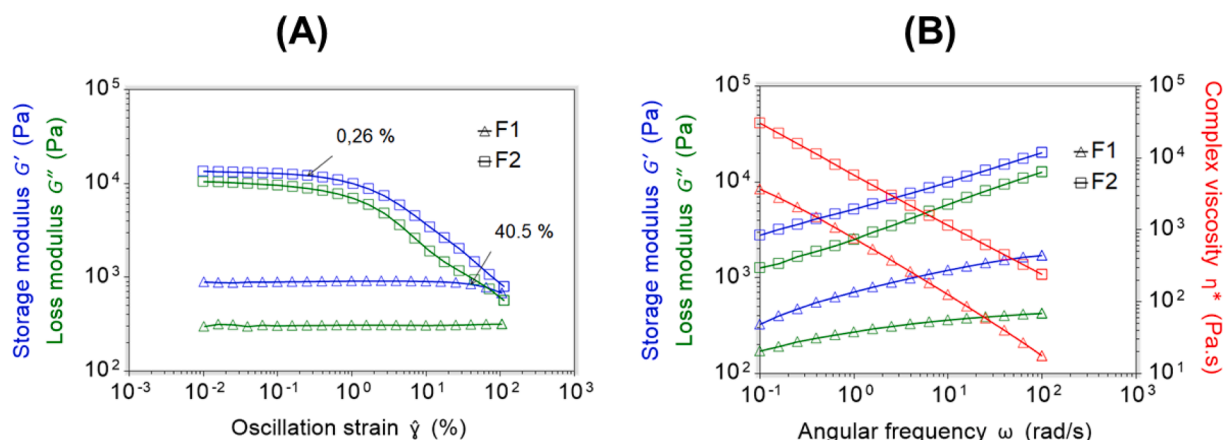 (A)
Storage modulus G′ (Pa)
Loss modulus G″ (Pa)
10⁵
10⁴
10³
10²
0,26 %
40.5 %
F1
F2
10⁻³
10⁻²
10⁻¹
10⁰
10¹
10²
10³
Oscillation strain γ̂ (%)
(B)
Storage modulus G′ (Pa)
Loss modulus G″ (Pa)
10⁵
10⁴
10³
10²
F1
F2
10⁵
10⁴
10³
10²
10¹
Complex viscosity η*
(Pa.s)
10⁻¹
10⁰
10¹
10²
10³
Angular frequency ω (rad/s)